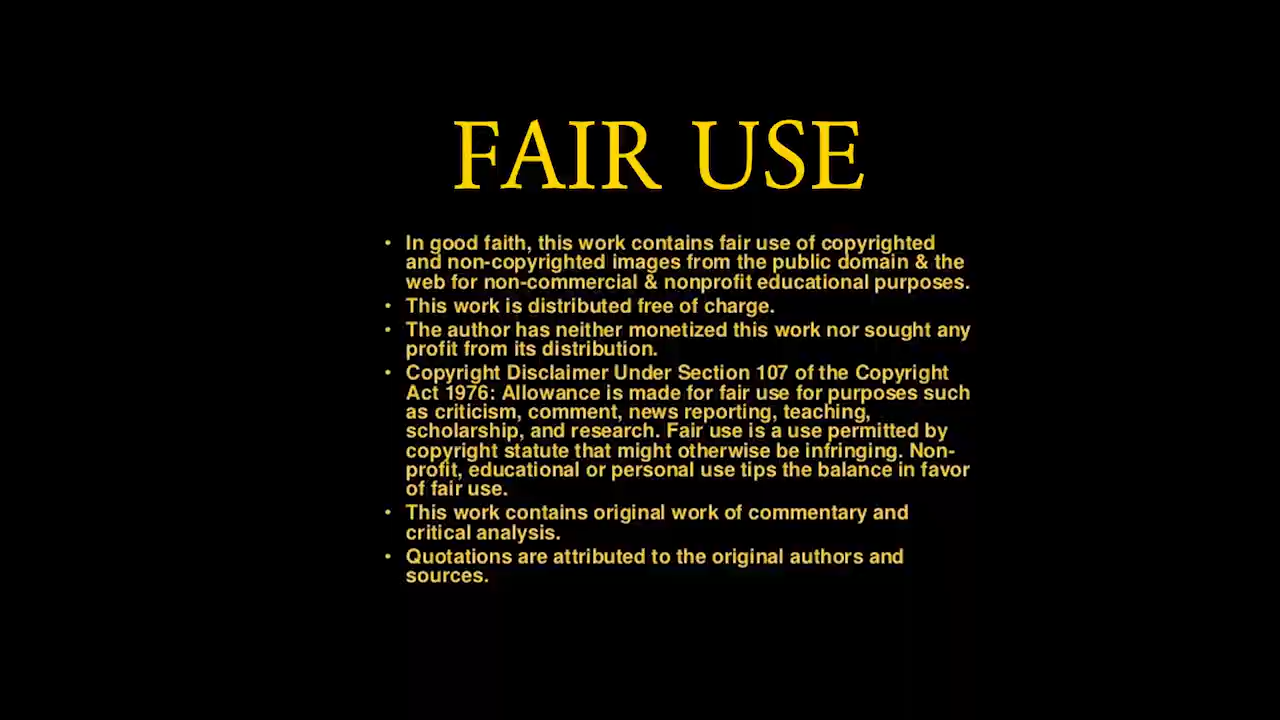 FAIR USE
• In good faith, this work contains fair use of copyrighted
and non-copyrighted images from the public domain & the
web for non-commercial & nonprofit educational purposes.
• This work is distributed free of charge.
• The author has neither monetized this work nor sought any
profit from its distribution.
• Copyright Disclaimer Under Section 107 of the Copyright
Act 1976: Allowance is made for fair use for purposes such
as criticism, comment, news reporting, teaching,
scholarship, and research. Fair use is a use permitted by
copyright statute that might otherwise be infringing. Non-
profit, educational or personal use tips the balance in favor
of fair use.
• This work contains original work of commentary and
critical analysis.
• Quotations are attributed to the original authors and
sources.